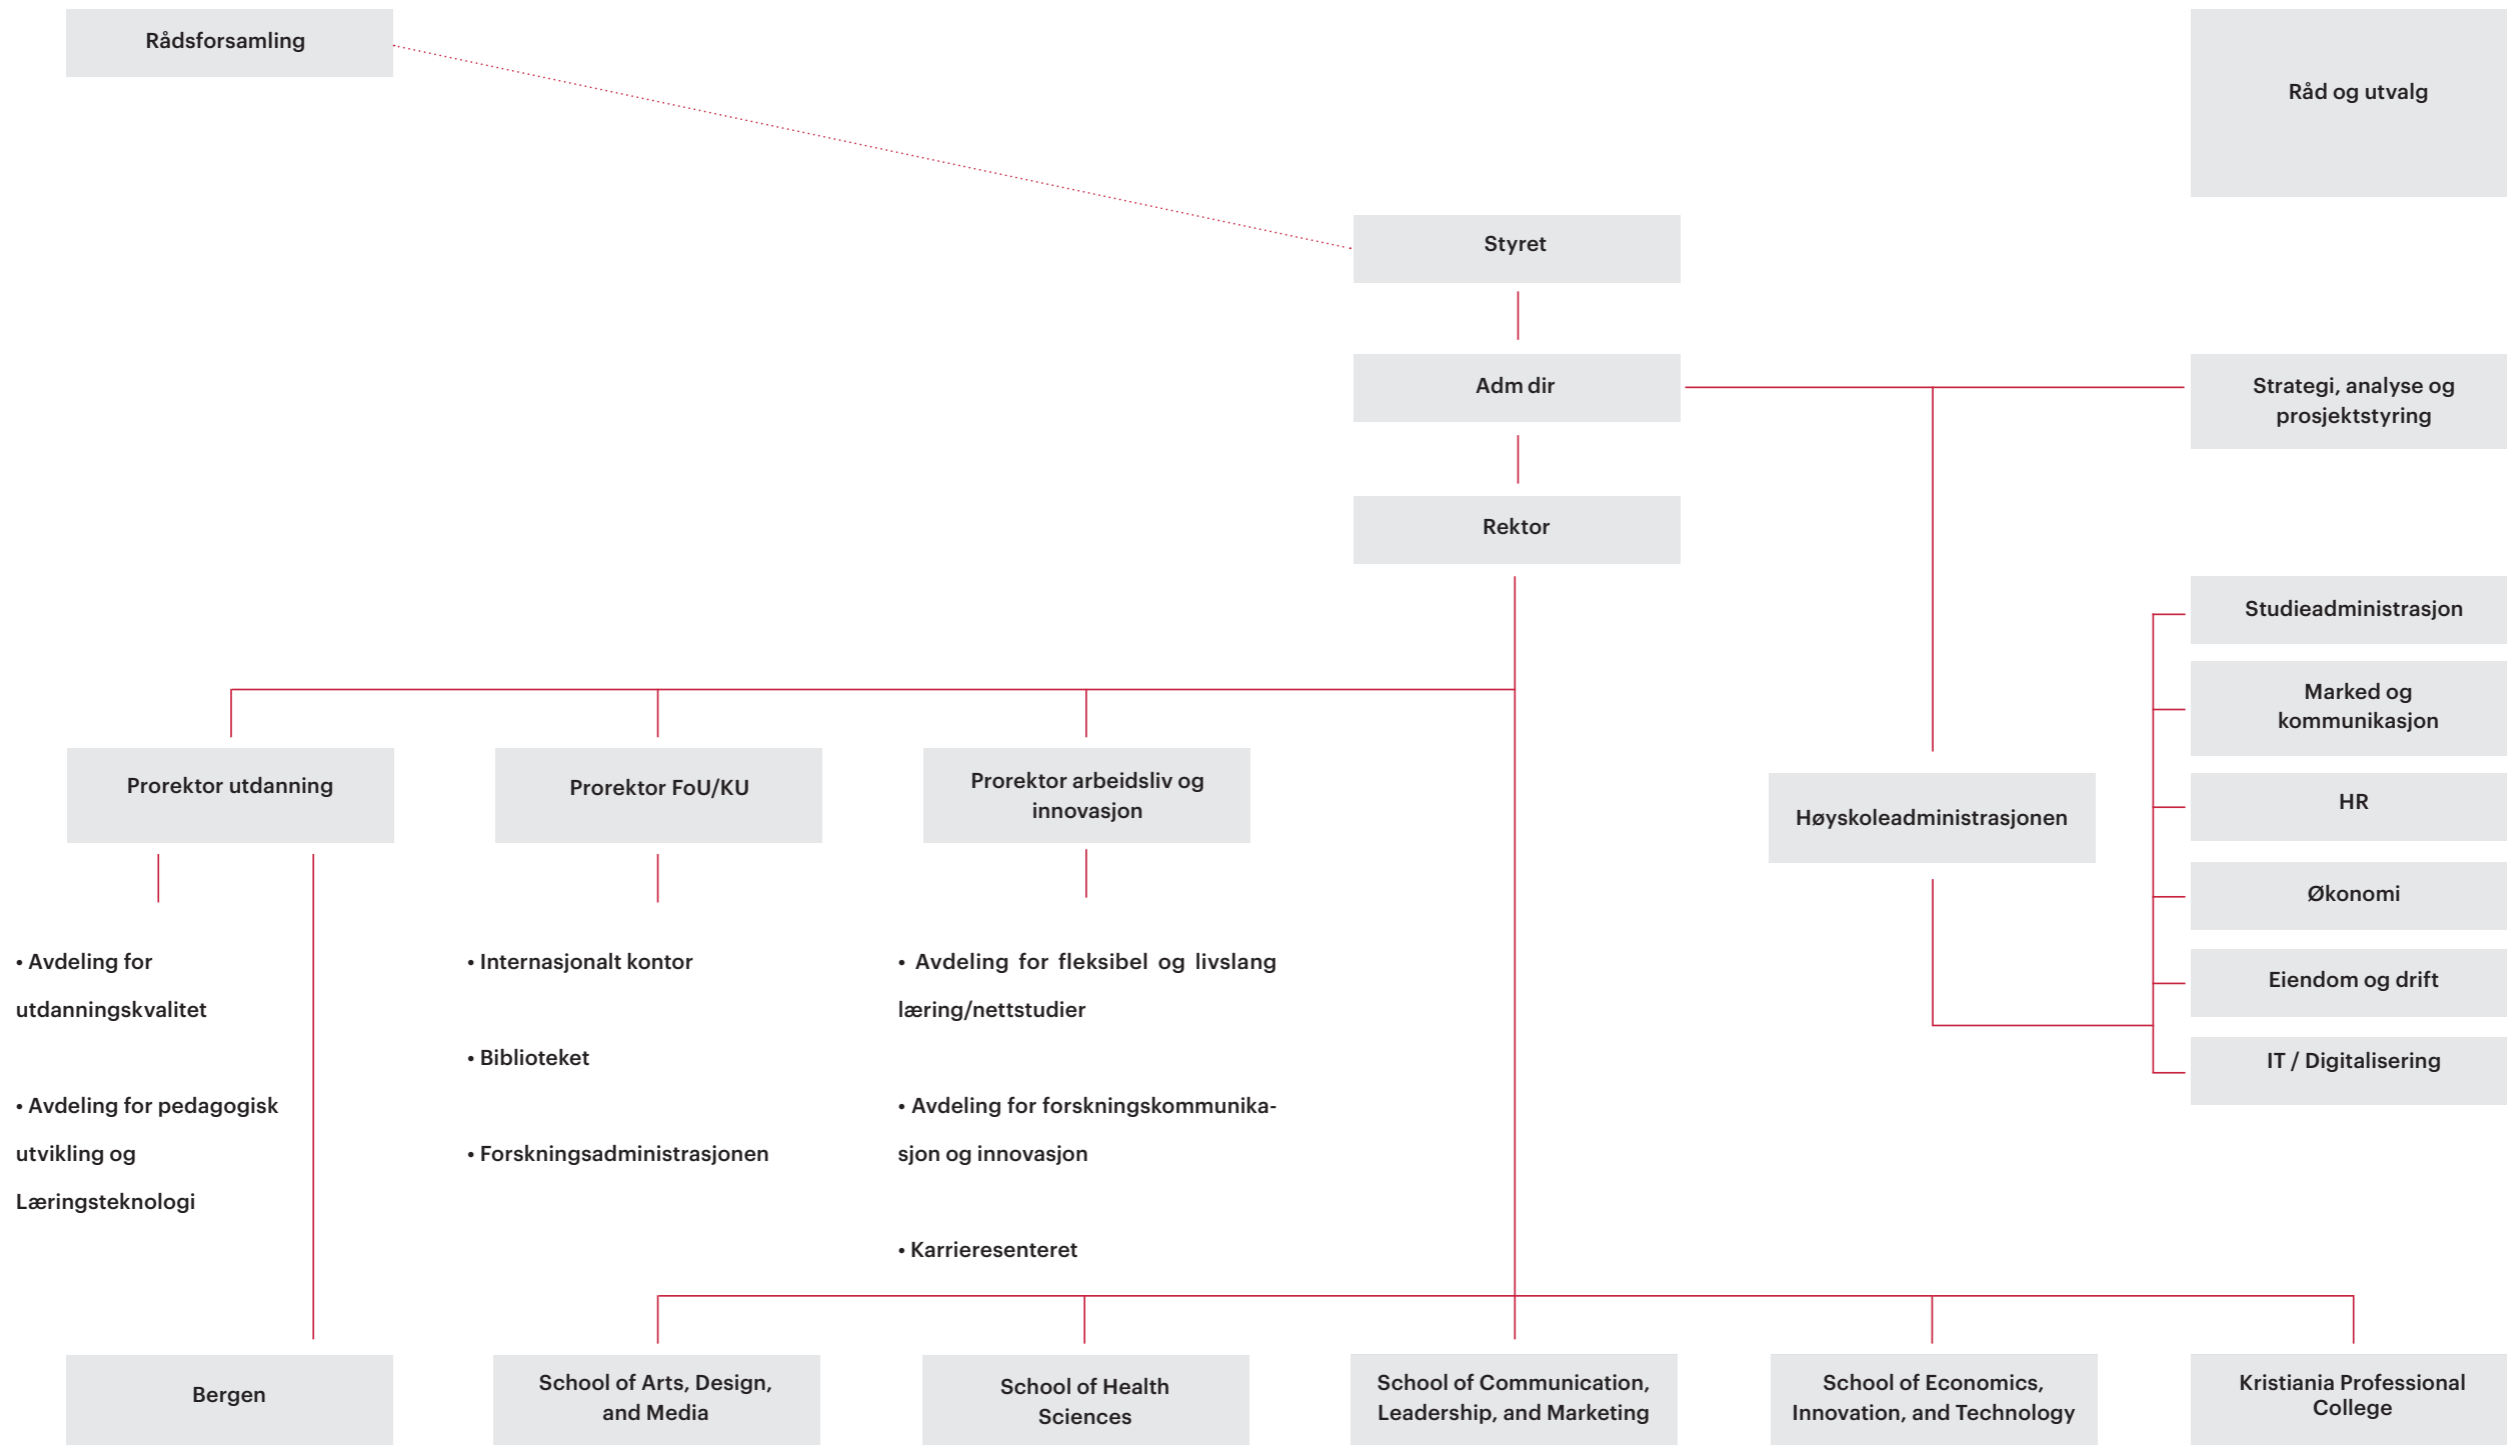 Rådsforsamling
Råd og utvalg
Styret
Adm dir
Strategi, analyse og
prosjektstyring
Rektor
Studieadministrasjon
Marked og
kommunikasjon
HR
Økonomi
Eiendom og drift
IT / Digitalisering
Høyskoleadministrasjonen
Prorektor utdanning
Prorektor FoU/KU
Prorektor arbeidsliv og
innovasjon
• Avdeling for
utdanningskvalitet
• Avdeling for pedagogisk
utvikling og
Læringsteknologi
• Internasjonalt kontor
• Biblioteket
• Forskningsadministrasjonen
• Avdeling for fleksibel og livslang
læring/nettstudier
• Avdeling for forskningskommunika-
sjon og innovasjon
• Karrieresenteret
Bergen
School of Arts, Design,
and Media
School of Health
Sciences
School of Communication,
Leadership, and Marketing
School of Economics,
Innovation, and Technology
Kristiania Professional
College